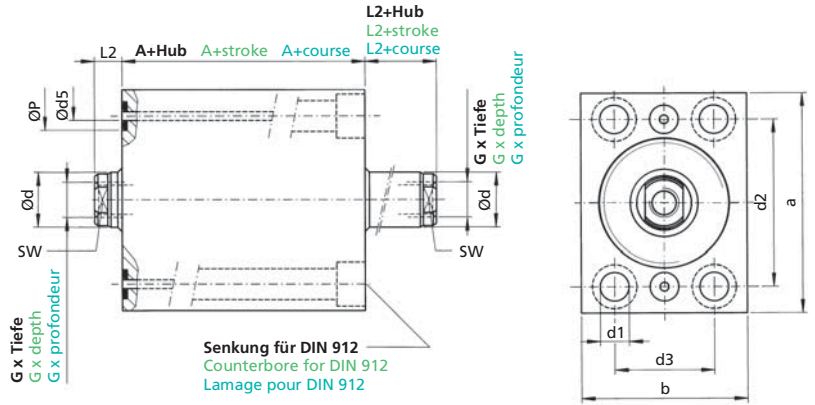 L2+Hub
L2+stroke
L2+course
L2
A+Hub A+stroke A+course
ØP
Ød5
G x Tiefe
G x depth
G x profondeur
Ød
Ød
SW
SW
G x Tiefe
G x depth
G x profondeur
Senkung für DIN 912
Counterbore for DIN 912
Lamage pour DIN 912
d2
a
d1
d3
b